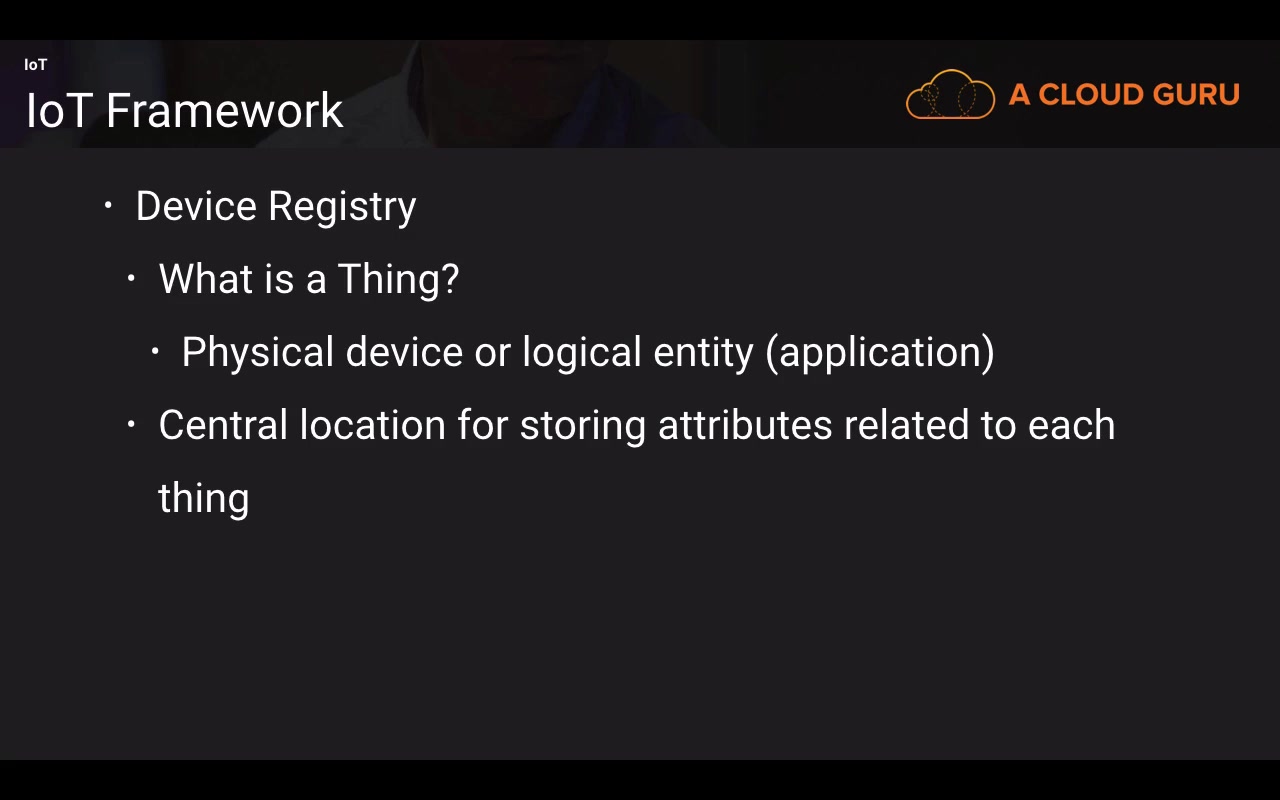 IoT
IoT Framework
A CLOUD GURU
• Device Registry
• What is a Thing?
• Physical device or logical entity (application)
• Central location for storing attributes related to each
thing